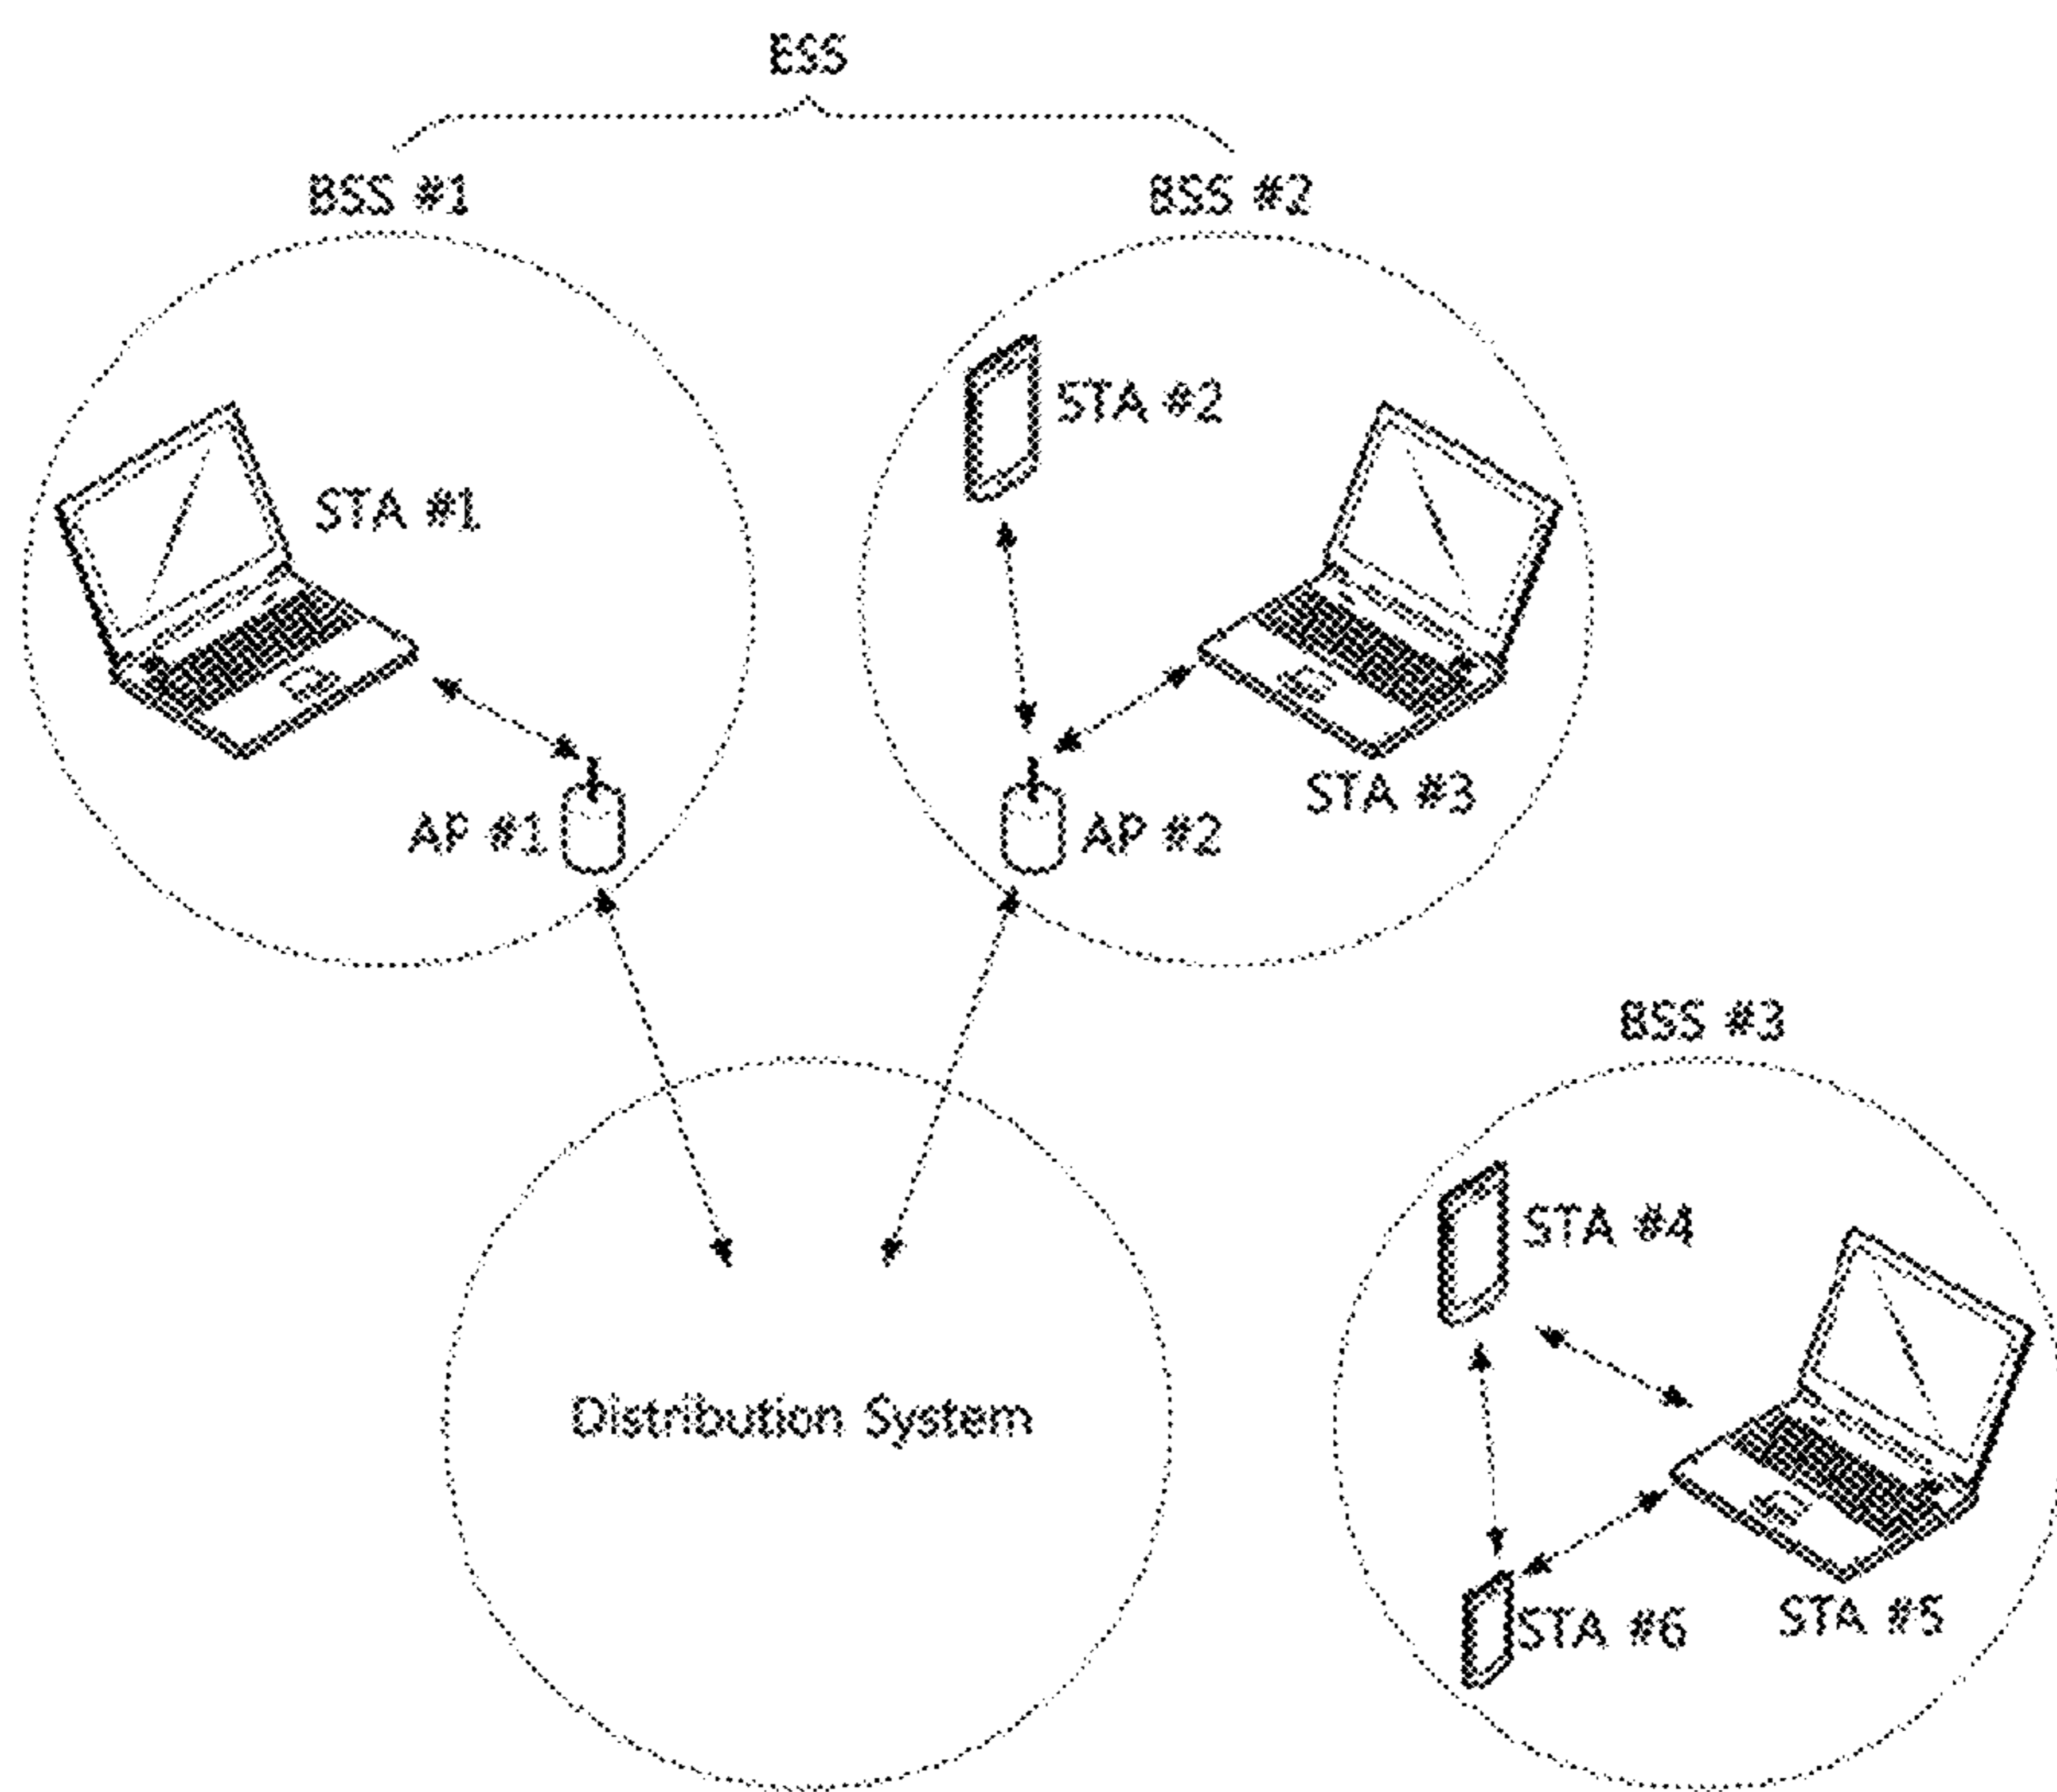 ESS
BSS #1
BSS #2
STA #2
STA #1
STA #3
AP #1
AP #2
BSS #3
STA #4
Distribution System
STA #6
STA #5